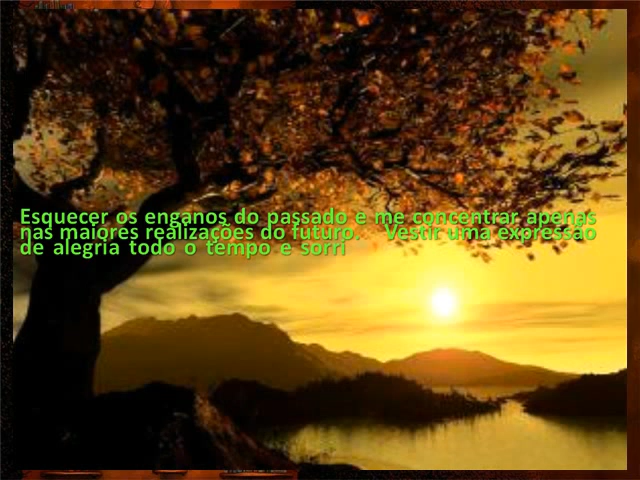 Esquecer os enganos do passado e me concentrar apenas
nas maiores realizações do futuro. Vestir uma expressão
de alegria todo o tempo e sorri